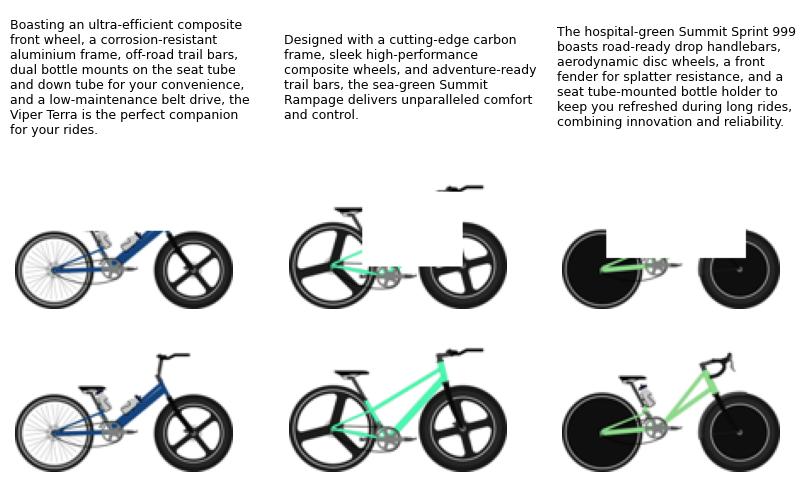 Boasting an ultra-efficient composite
front wheel, a corrosion-resistant
aluminium frame, off-road trail bars,
dual bottle mounts on the seat tube
and down tube for your convenience,
and a low-maintenance belt drive, the
Viper Terra is the perfect companion
for your rides.
Designed with a cutting-edge carbon
frame, sleek high-performance
composite wheels, and adventure-ready
trail bars, the sea-green Summit
Rampage delivers unparalleled comfort
and control.
The hospital-green Summit Sprint 999
boasts road-ready drop handlebars,
aerodynamic disc wheels, a front
fender for splatter resistance, and a
seat tube-mounted bottle holder to
keep you refreshed during long rides,
combining innovation and reliability.